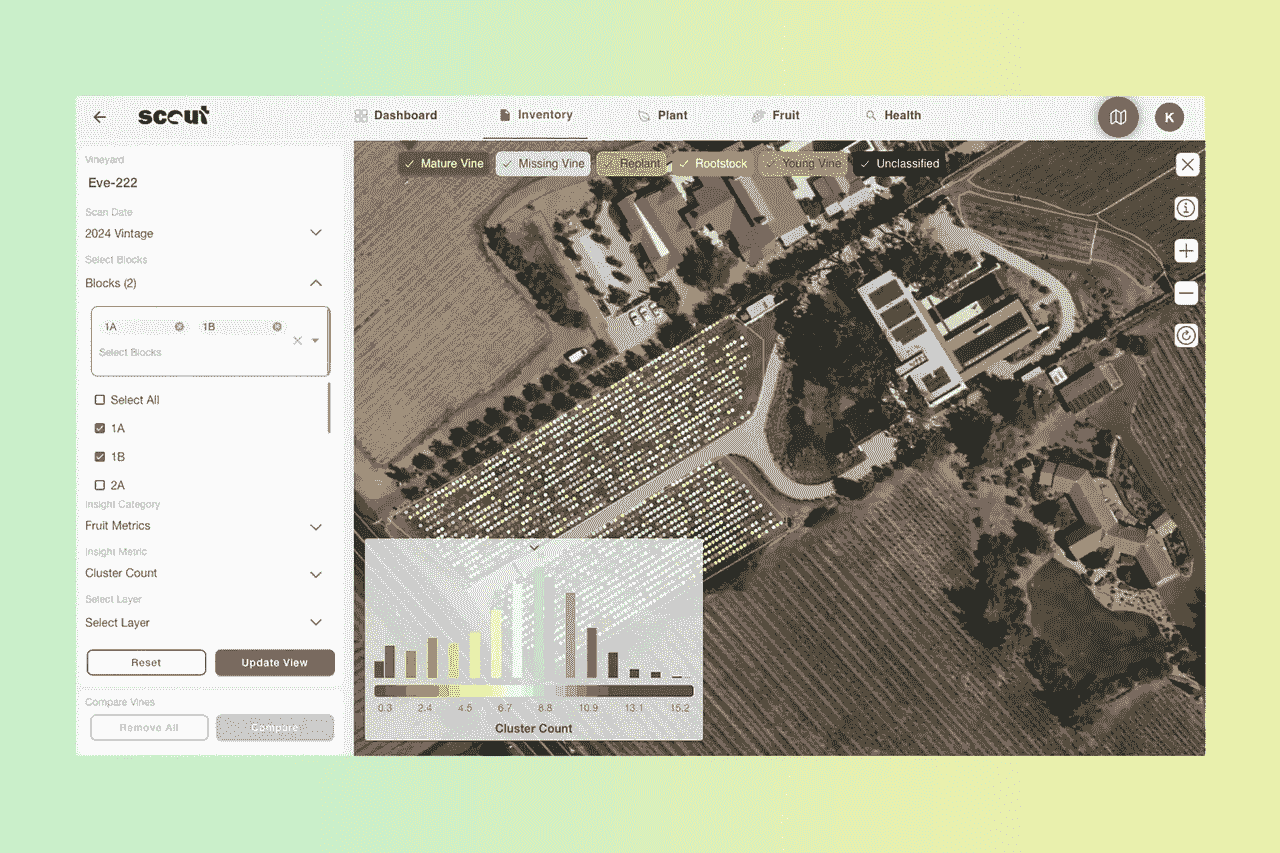 scout
Dashboard
Inventory
Plant
Fruit
Health
K
Vineyard
Eve-222
Scan Date
2024 Vintage
Select Blocks
Blocks (2)
1A
1B
Select Blocks
Select All
1A
1B
2A
Insight Category
Fruit Metrics
Insight Metric
Cluster Count
Select Layer
Select Layer
Reset
Update View
Compare Vines
Remove All
Compare
Mature Vine
Missing Vine
Replant
Rootstock
Young Vine
Unclassified
0.3 2.4 4.5 6.7 8.8 10.9 13.1 15.2
Cluster Count